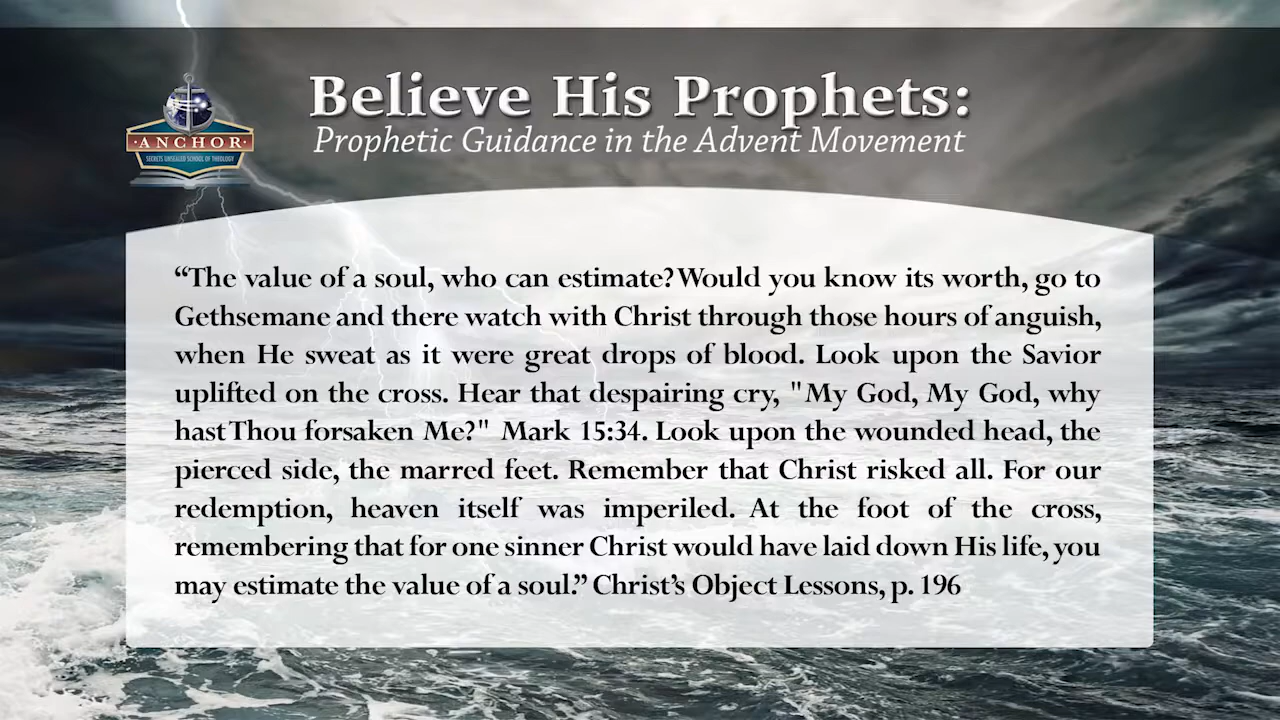 Believe His Prophets:
Prophetic Guidance in the Advent Movement
·ANCHOR·
SECRETS UNSEALED SCHOOL OF THEOLOGY
“The value of a soul, who can estimate? Would you know its worth, go to
Gethsemane and there watch with Christ through those hours of anguish,
when He sweat as it were great drops of blood. Look upon the Savior
uplifted on the cross. Hear that despairing cry, "My God, My God, why
hast Thou forsaken Me?" Mark 15:34. Look upon the wounded head, the
pierced side, the marred feet. Remember that Christ risked all. For our
redemption, heaven itself was imperiled. At the foot of the cross,
remembering that for one sinner Christ would have laid down His life, you
may estimate the value of a soul.” Christ’s Object Lessons, p. 196